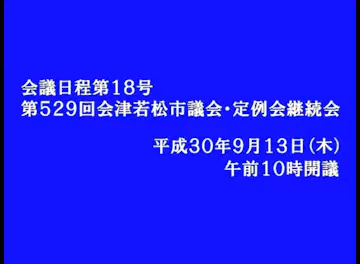 会議日程第18号
第529回会津若松市議会・定例会継続会
平成30年9月13日(木)
午前10時開議